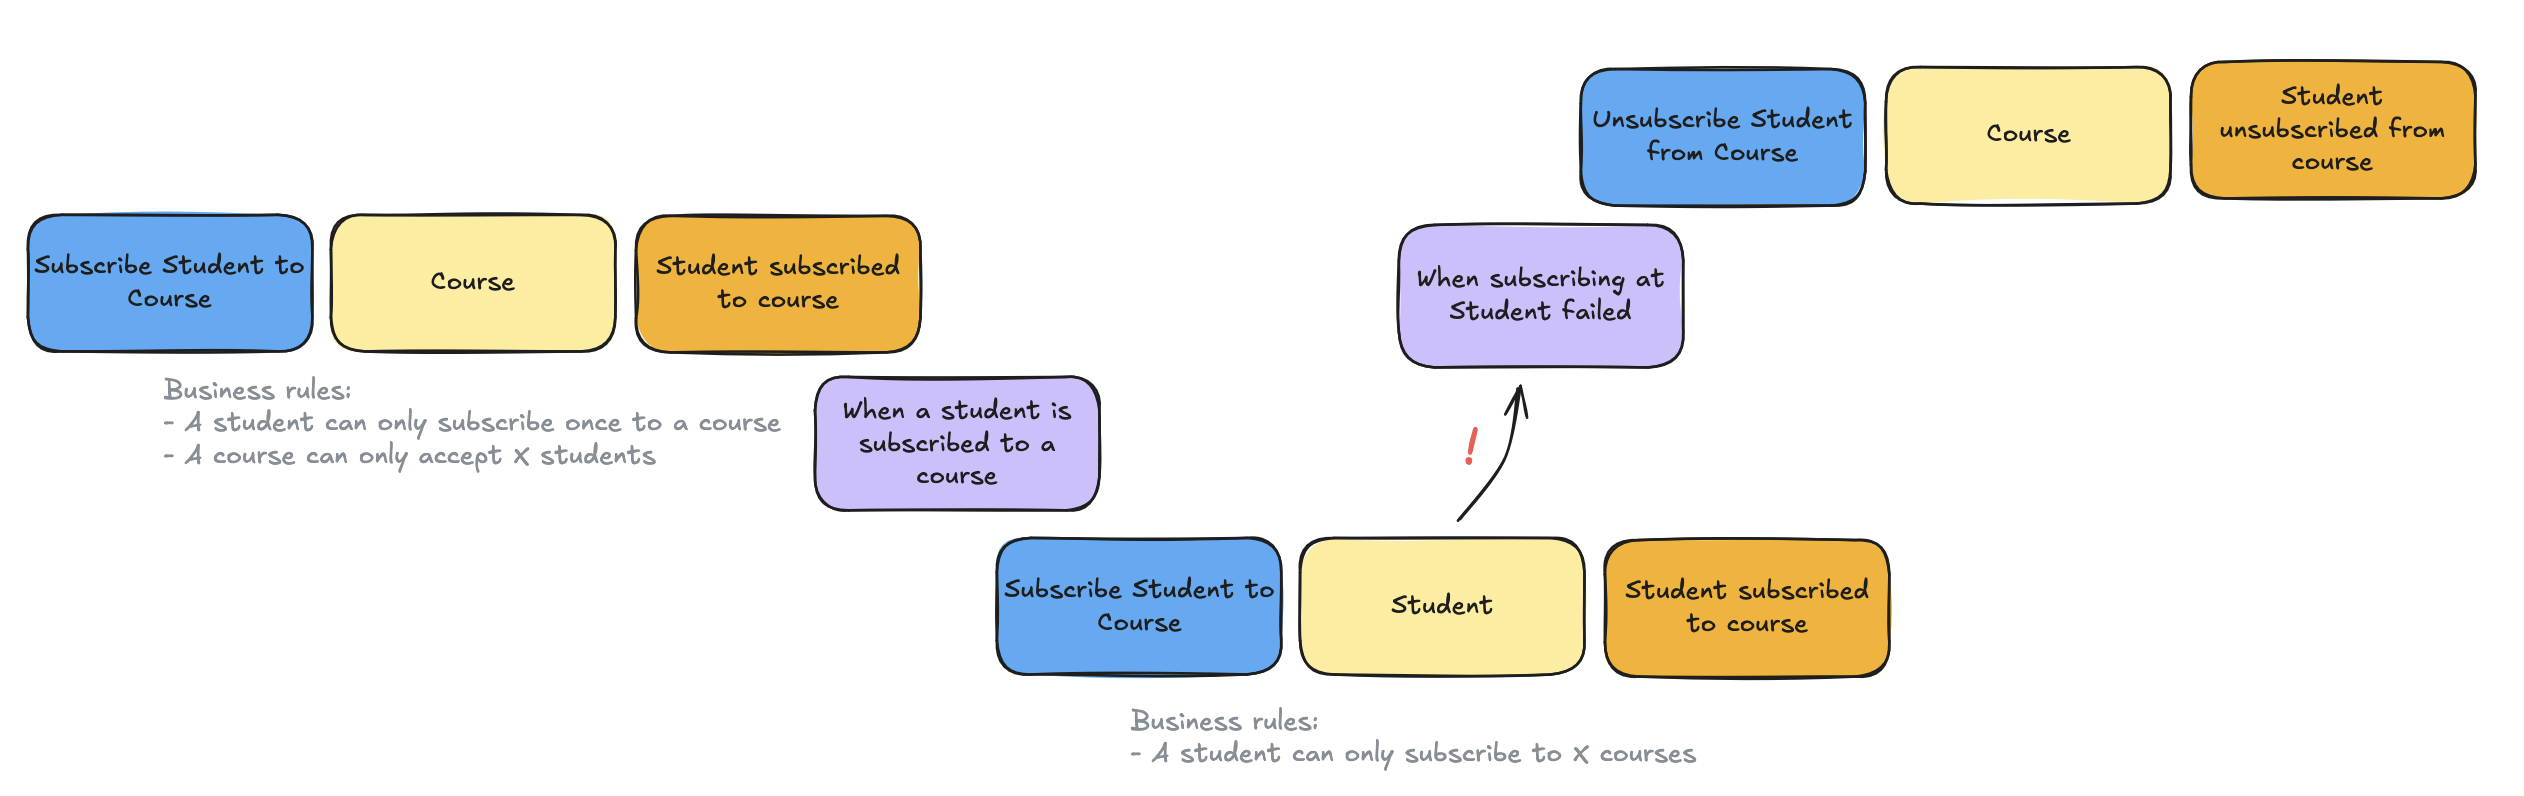 Unsubscribe Student
from Course
Course
Student
unsubscribed from
course
Subscribe Student to
Course
Course
Student subscribed
to course
When subscribing at
Student failed
Business rules:
- A student can only subscribe once to a course
- A course can only accept X students
When a student is
subscribed to a
course
!
Subscribe Student to
Course
Student
Student subscribed
to course
Business rules:
- A student can only subscribe to X courses